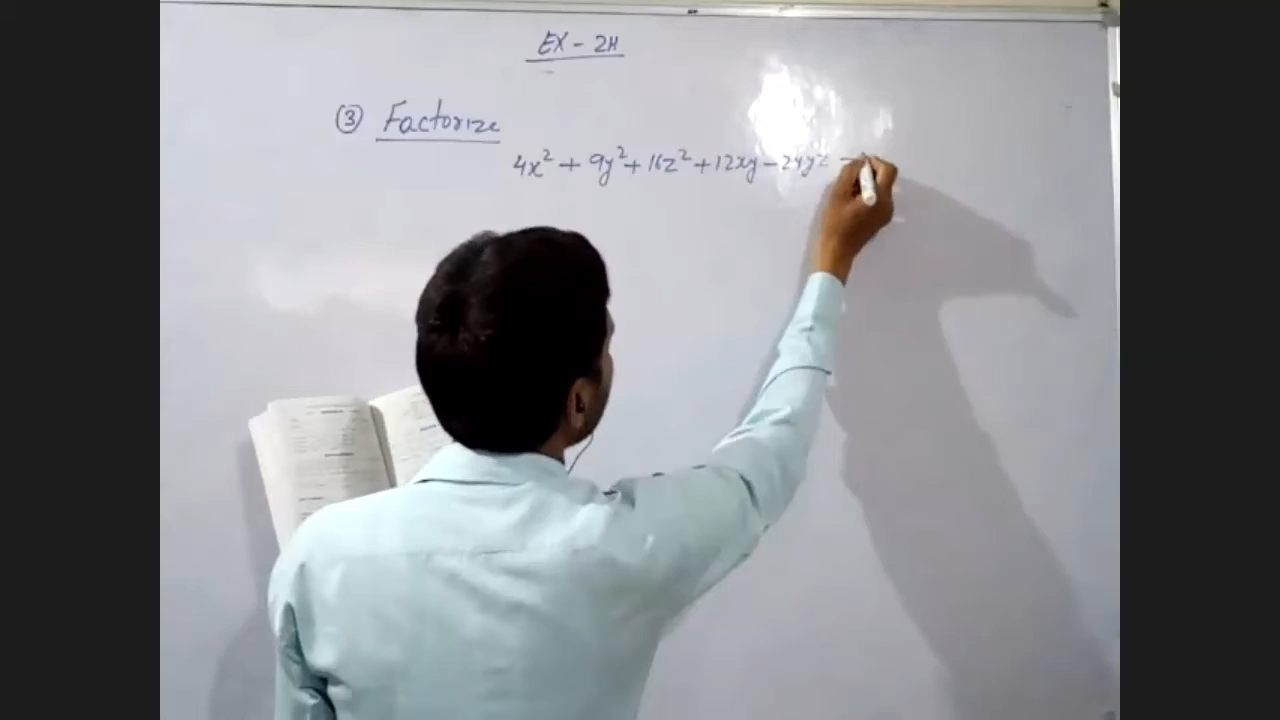 EX - 2H
③ Factorize
4x² + 9y² + 16z² + 12xy - 24yz -